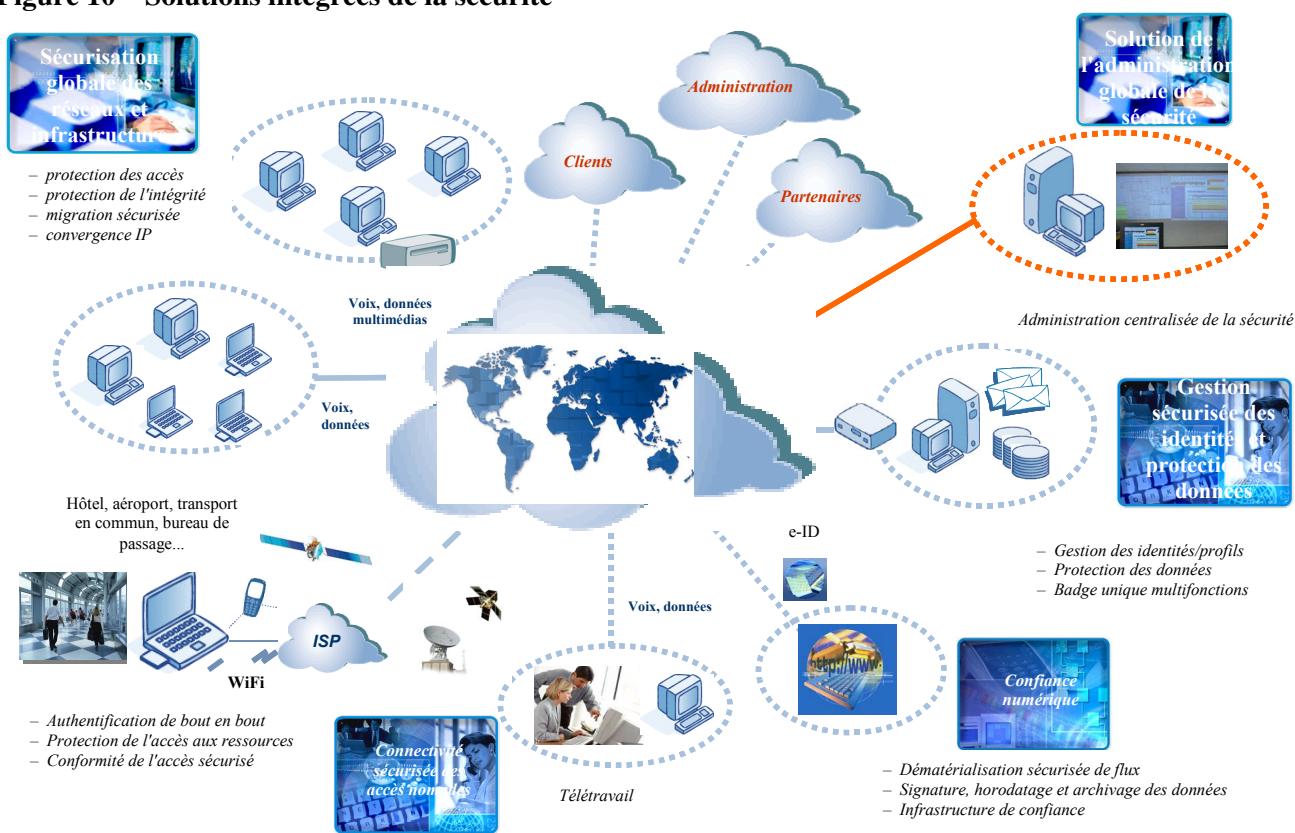 Figure 10 – Solutions intégrées de la sécurité
Sécurisation
globale des
réseaux et
infrastructure
– protection des accès
– protection de l'intégrité
– migration sécurisée
– convergence IP
Clients
Administration
Partenaires
Solution de
l'administration
globale de la
sécurité
Administration centralisée de la sécurité
Voix, données
multimédias
Voix,
données
Gestion
sécurisée des
identités et
protection des
données
– Gestion des identités/profils
– Protection des données
– Badge unique multifonctions
Hôtel, aéroport, transport
en commun, bureau de
passage...
ISP
WiFi
– Authentification de bout en bout
– Protection de l'accès aux ressources
– Conformité de l'accès sécurisé
Connectivité
sécurisée des
accès nomades
Voix, données
Télétravail
e-ID
http://www.
Confiance
numérique
– Dématérialisation sécurisée de flux
– Signature, horodatage et archivage des données
– Infrastructure de confiance